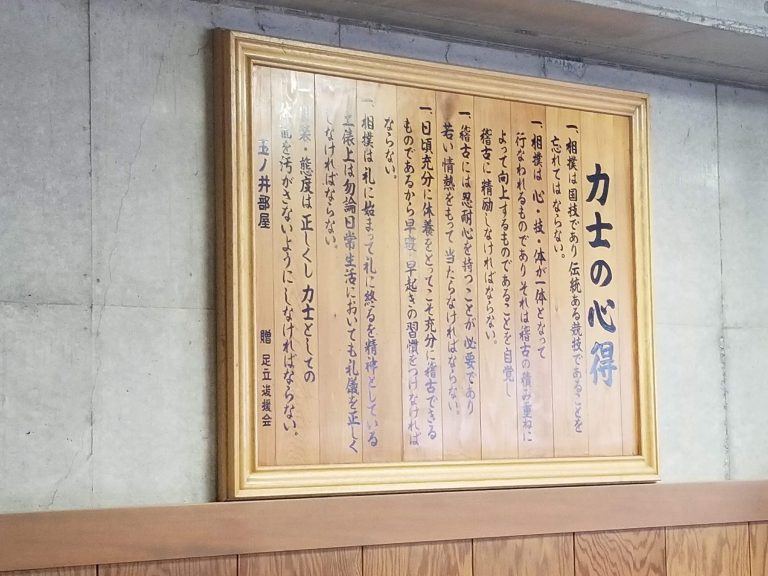 力士の心得
一、相撲は国技であり伝統ある競技であることを
忘れてはならない。
一、相撲は心・技・体が一体となって
行なわれるものでありそれは稽古の積み重ねに
よって向上するものであることを自覚し
稽古に精励しなければならない。
一、稽古には忍耐心を持つことが必要であり
若い情熱をもって当たらなければならない。
一、日頃充分に休養をとってこそ充分に稽古できる
ものであるから早寝・早起きの習慣をつけなければ
ならない。
一、相撲は礼に始まって礼に終るを精神としている
土俵上は勿論日常生活においても礼儀を正しく
しなければならない。
一、服装・態度は正しくし力士としての
体面を汚がさないようにしなければならない。
玉ノ井部屋
贈 足立後援会